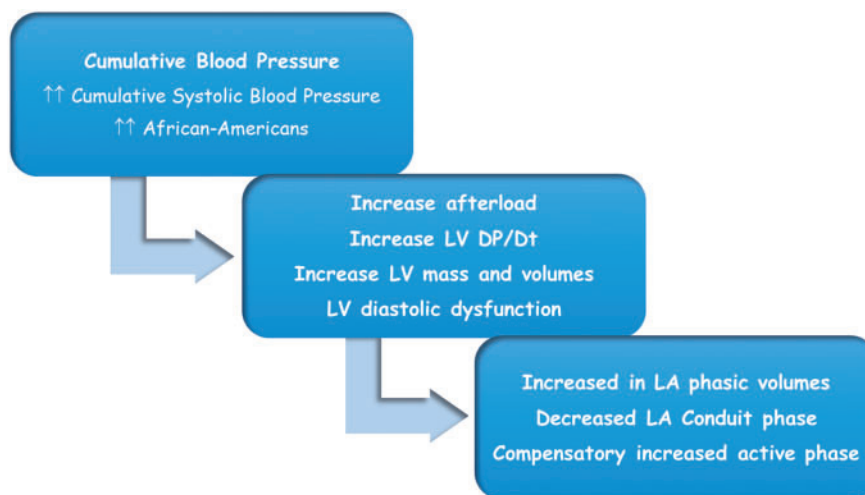 Cumulative Blood Pressure
↑↑ Cumulative Systolic Blood Pressure
↑↑ African-Americans
Increase afterload
Increase LV DP/Dt
Increase LV mass and volumes
LV diastolic dysfunction
Increased in LA phasic volumes
Decreased LA Conduit phase
Compensatory increased active phase